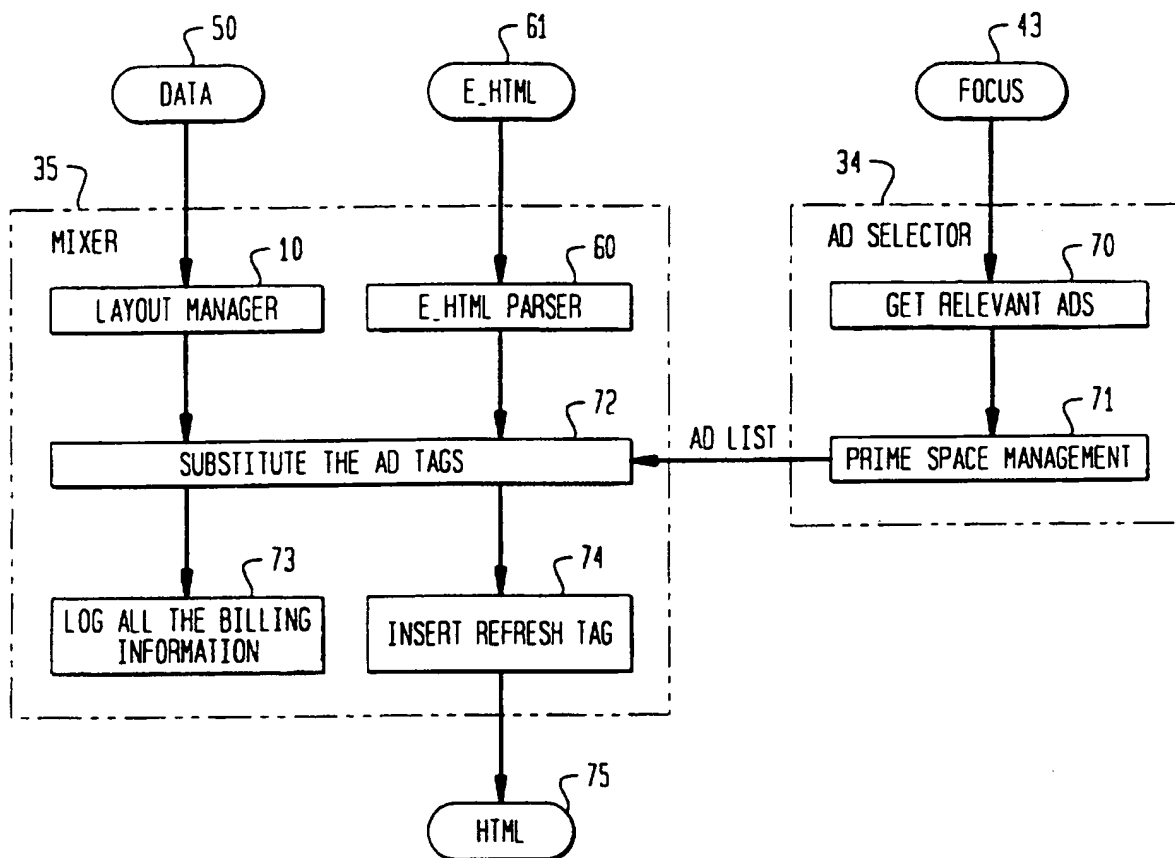 50
61
43
DATA
E_HTML
FOCUS
35
34
MIXER
10
60
AD SELECTOR
70
LAYOUT MANAGER
E_HTML PARSER
GET RELEVANT ADS
72
AD LIST
71
SUBSTITUTE THE AD TAGS
PRIME SPACE MANAGEMENT
73
74
LOG ALL THE BILLING
INFORMATION
INSERT REFRESH TAG
75
HTML